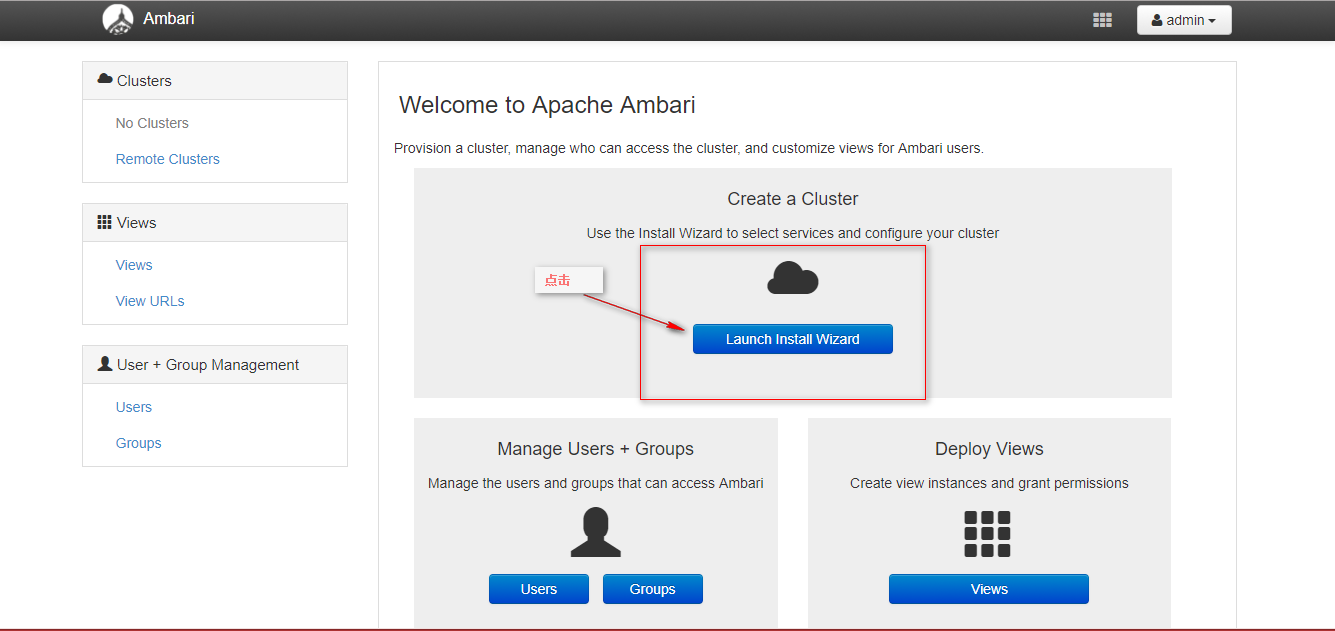 Ambari
admin
Clusters
No Clusters
Remote Clusters
Views
Views
View URLs
User + Group Management
Users
Groups
Welcome to Apache Ambari
Provision a cluster, manage who can access the cluster, and customize views for Ambari users.
Create a Cluster
Use the Install Wizard to select services and configure your cluster
点击
Launch Install Wizard
Manage Users + Groups
Manage the users and groups that can access Ambari
Users
Groups
Deploy Views
Create view instances and grant permissions
Views